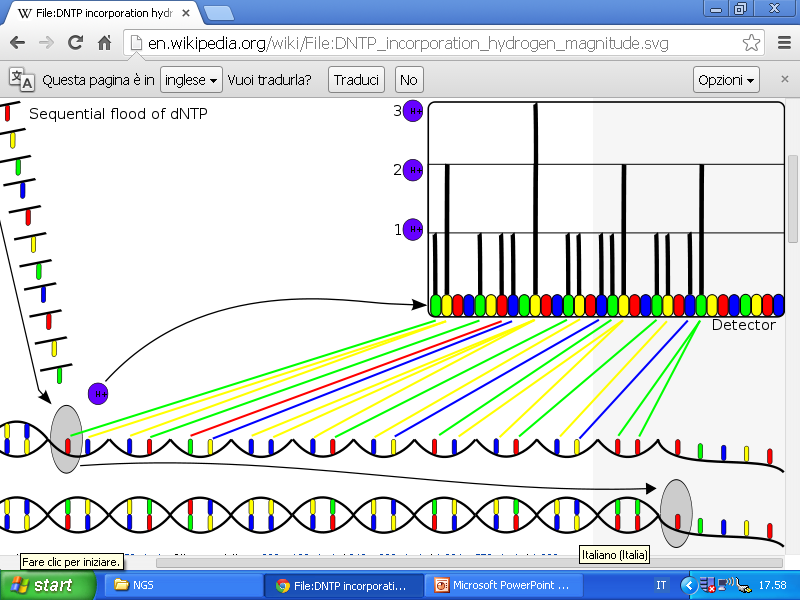 File:DNTP incorporation hydr
en.wikipedia.org/wiki/File:DNTP_incorporation_hydrogen_magnitude.svg
Questa pagina è in inglese Vuoi tradurla? Traduci No Opzioni
Sequential flood of dNTP
3 H+
2 H+
1 H+
Detector
H+
Italiano (Italia)
Fare clic per iniziare.
start NGS File:DNTP incorporati... Microsoft PowerPoint ... IT 17.58